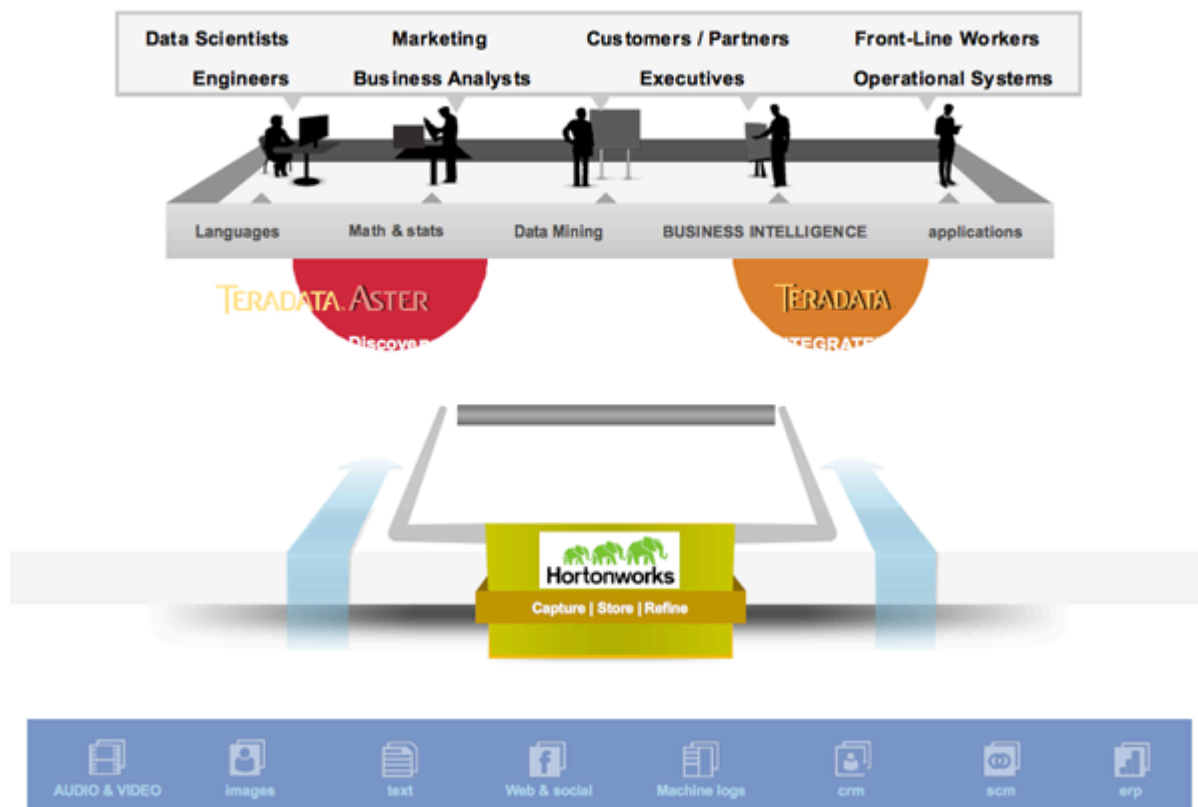 Data Scientists Marketing Customers / Partners Front-Line Workers
Engineers Business Analysts Executives Operational Systems
Languages Math & stats Data Mining BUSINESS INTELLIGENCE applications
TERADATA ASTER TERADATA
Hortonworks
Capture | Store | Refine
AUDIO & VIDEO images text Web & social Machine logs crm scm erp